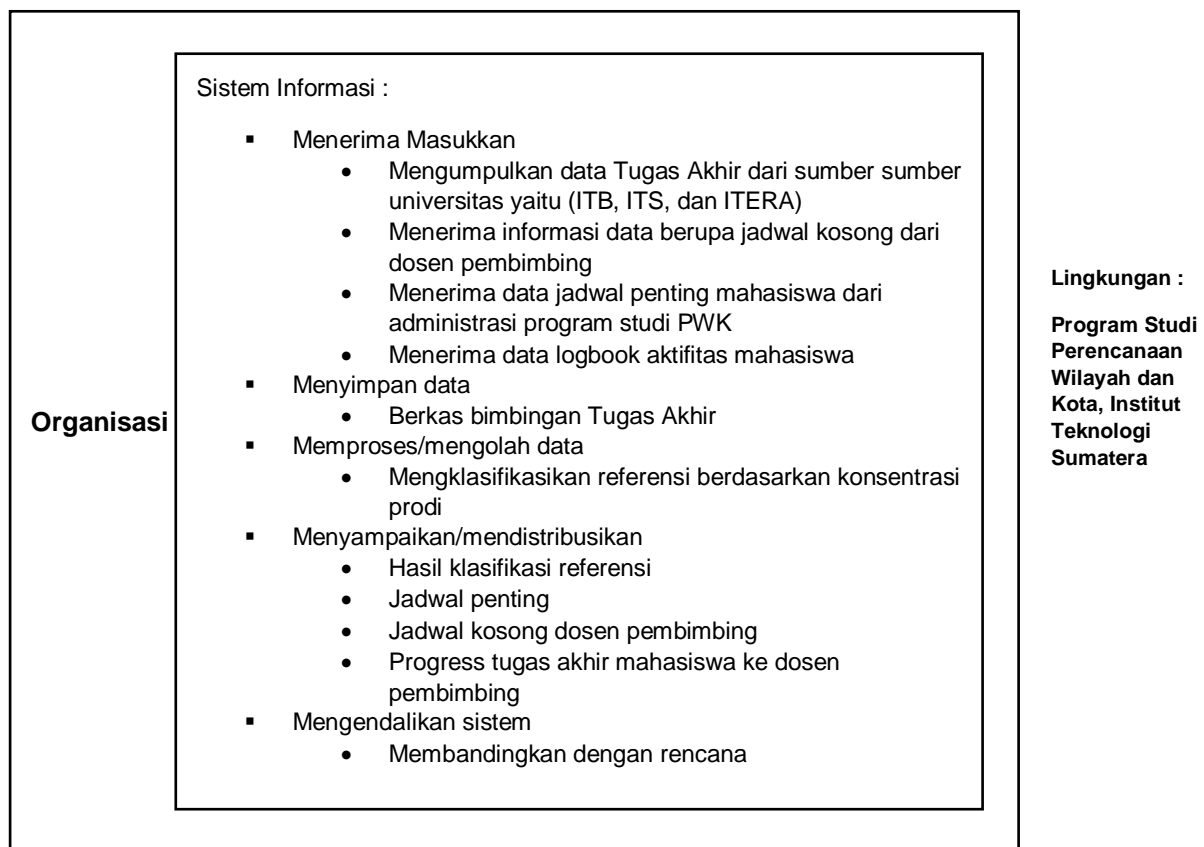 Sistem Informasi :
▪ Menerima Masukkan
• Mengumpulkan data Tugas Akhir dari sumber sumber
universitas yaitu (ITB, ITS, dan ITERA)
• Menerima informasi data berupa jadwal kosong dari
dosen pembimbing
• Menerima data jadwal penting mahasiswa dari
administrasi program studi PWK
• Menerima data logbook aktifitas mahasiswa
▪ Menyimpan data
• Berkas bimbingan Tugas Akhir
▪ Memproses/mengolah data
• Mengklasifikasikan referensi berdasarkan konsentrasi
prodi
▪ Menyampaikan/mendistribusikan
• Hasil klasifikasi referensi
• Jadwal penting
• Jadwal kosong dosen pembimbing
• Progress tugas akhir mahasiswa ke dosen
pembimbing
▪ Mengendalikan sistem
• Membandingkan dengan rencana
Organisasi
Lingkungan :
Program Studi
Perencanaan
Wilayah dan
Kota, Institut
Teknologi
Sumatera